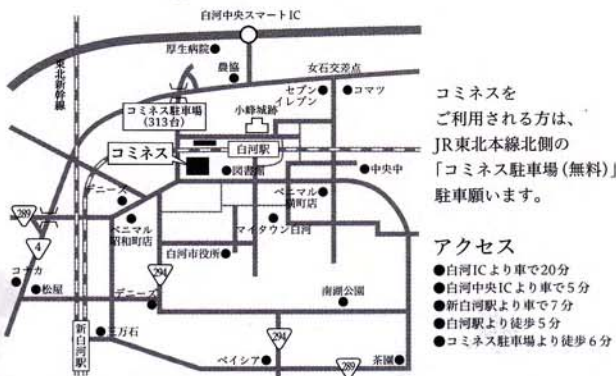 白河中央スマートIC
厚生病院
農協
女石交差点
東北新幹線
セブン
イレブン
コマツ
コミネス駐車場
(313台)
小峰城跡
コミネス
白河駅
図書館
中央中
デニーズ
ベニマル
横町店
289
ベニマル
昭和町店
マイタウン白河
4
白河市役所
294
松屋
デニーズ
南湖公園
新白河駅
三万石
294
ベイシア
289
茶園
コミネスを
ご利用される方は、
JR東北本線北側の
「コミネス駐車場(無料)」
駐車願います。
アクセス
●白河ICより車で20分
●白河中央ICより車で5分
●新白河駅より車で7分
●白河駅より徒歩5分
●コミネス駐車場より徒歩6分